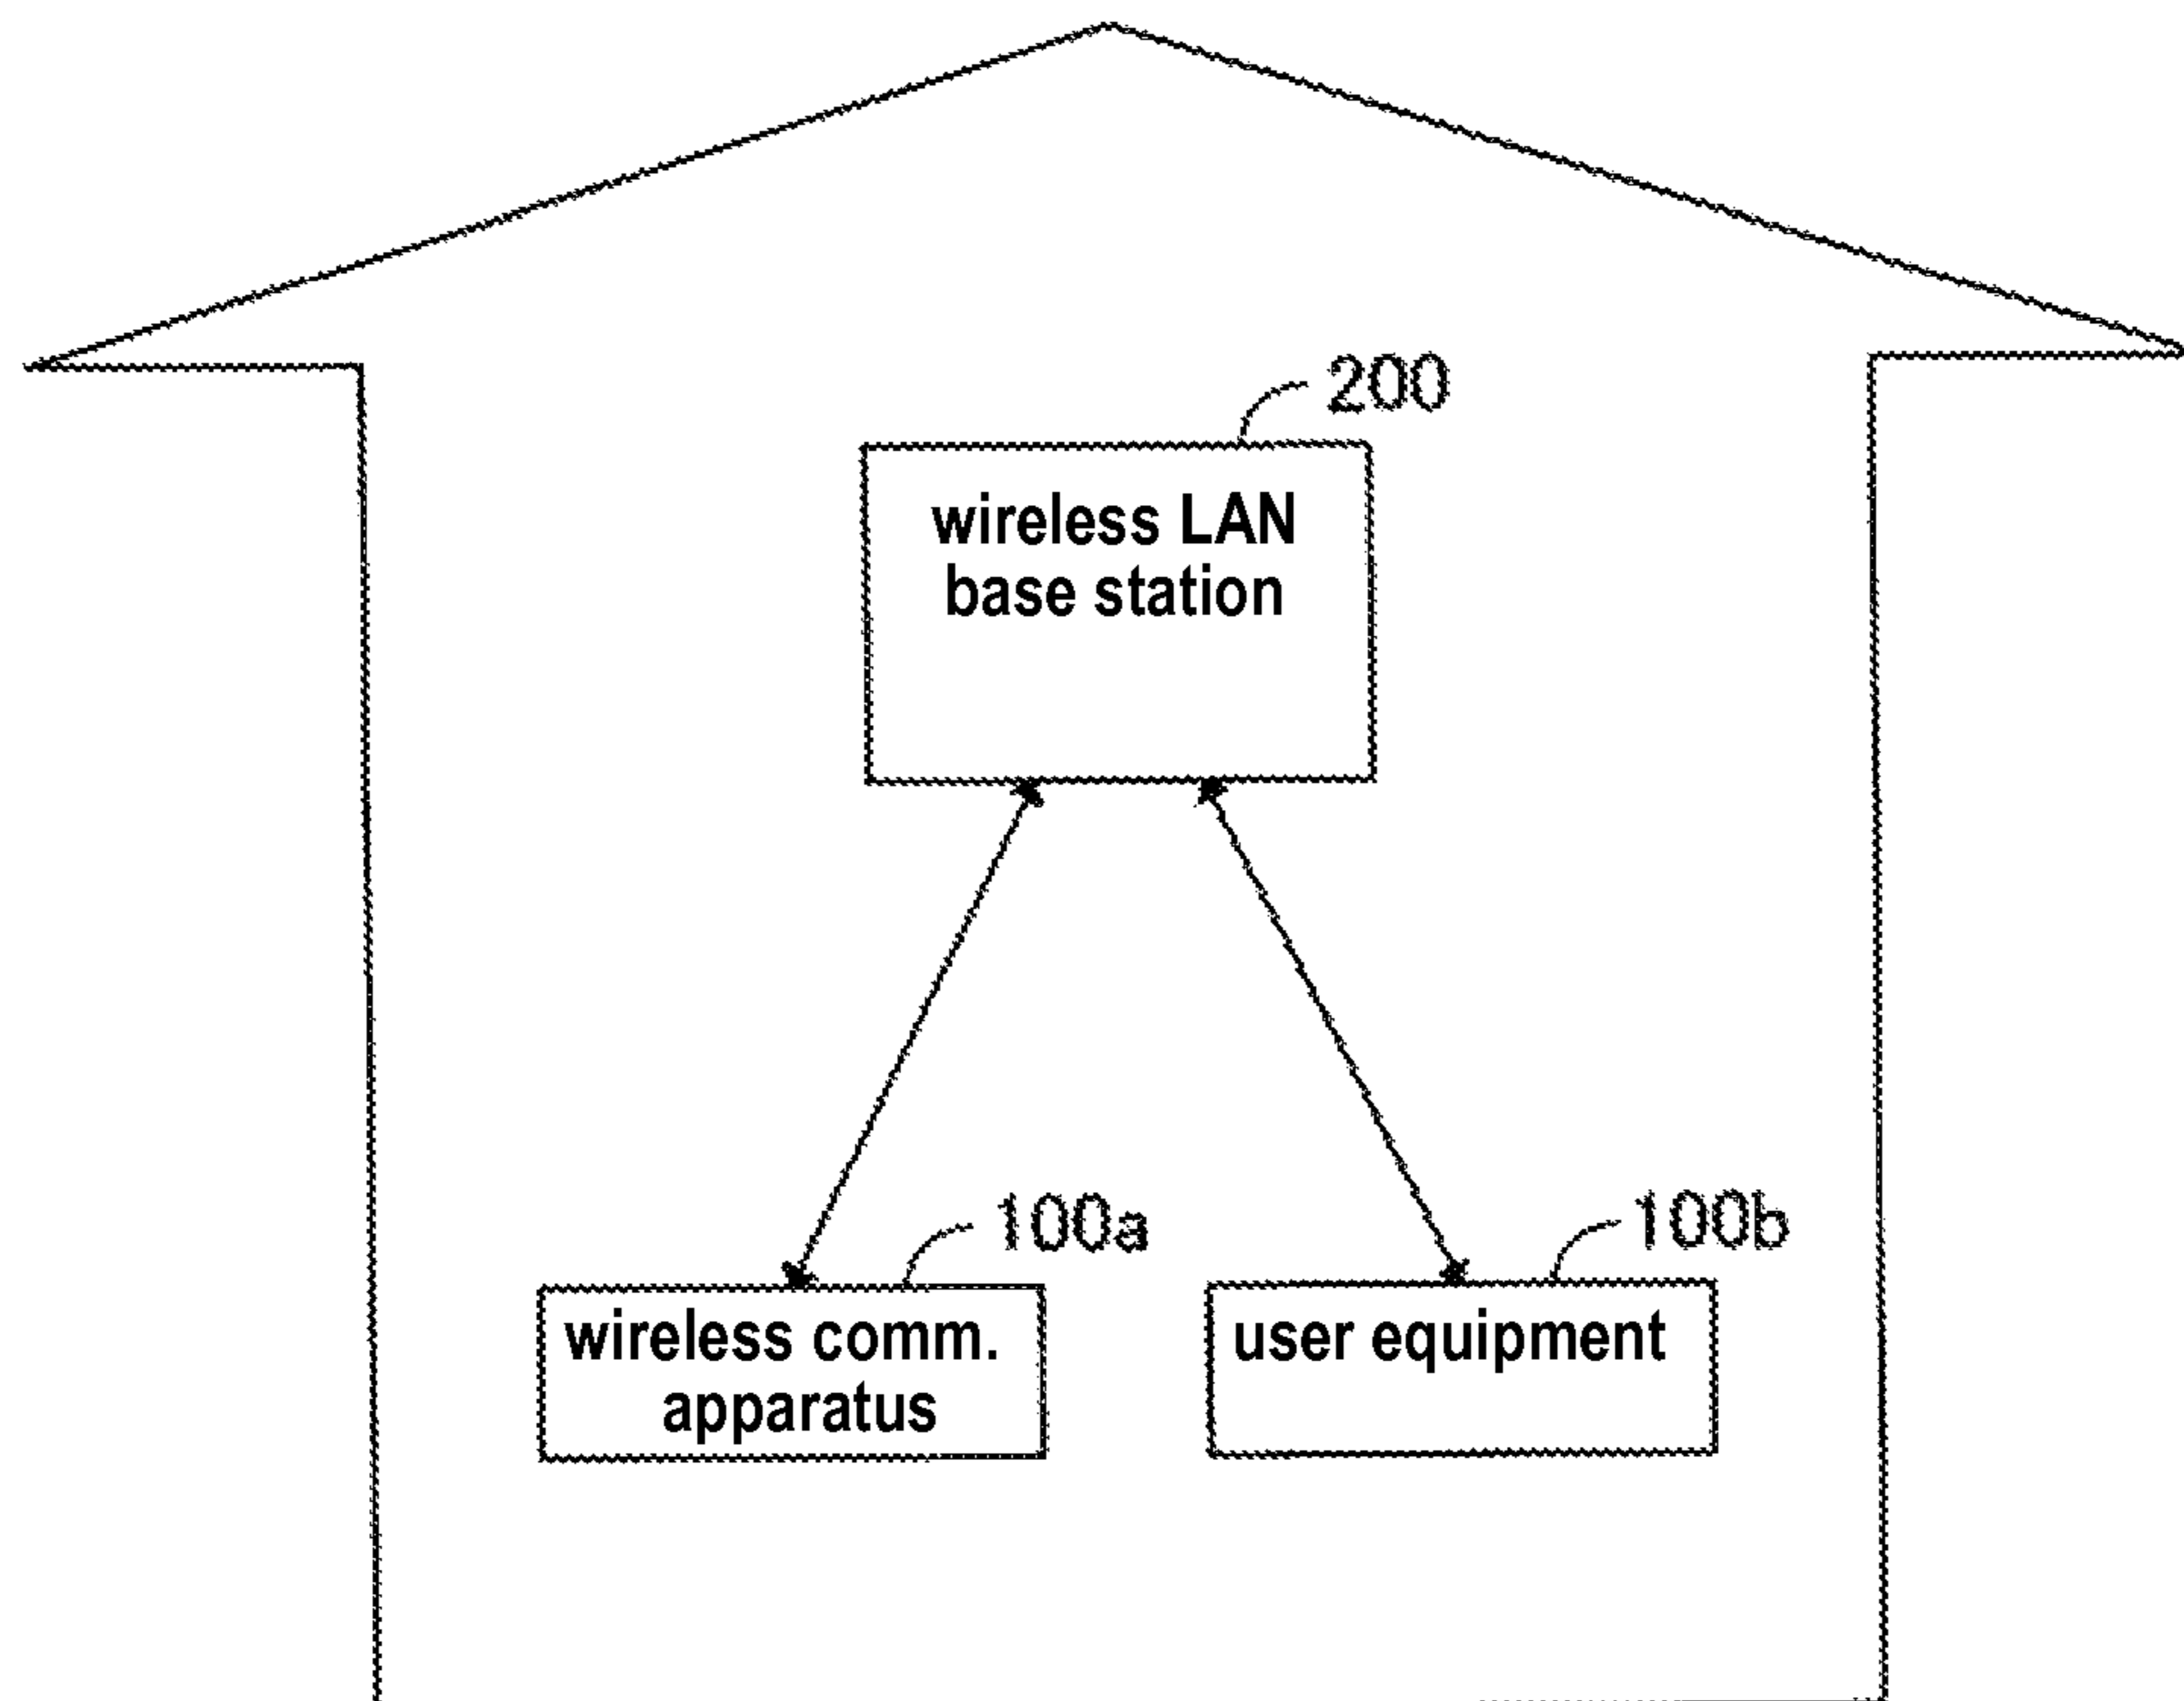 200
wireless LAN
base station
100a
100b
wireless comm.
apparatus
user equipment